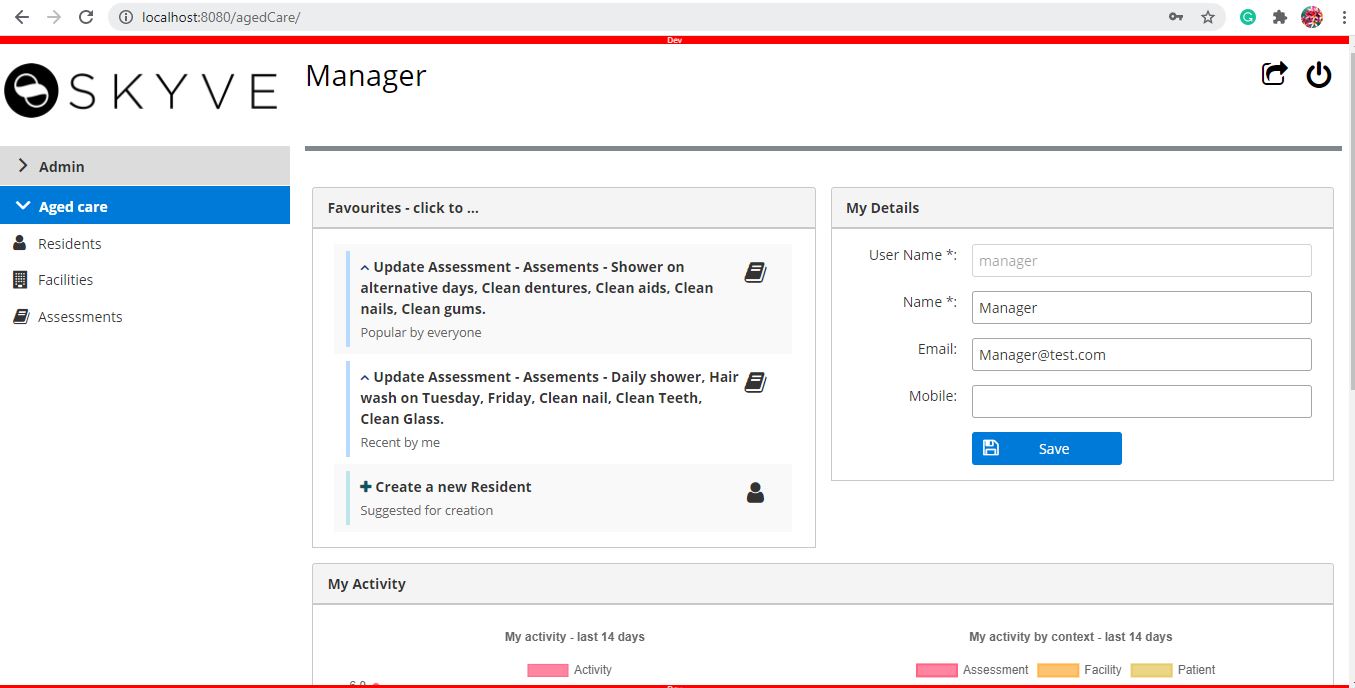 localhost:8080/agedCare/
Dev
SKYVE
Manager
Admin
Aged care
Residents
Facilities
Assessments
Favourites - click to ...
Update Assessment - Assements - Shower on
alternative days, Clean dentures, Clean aids, Clean
nails, Clean gums.
Popular by everyone
Update Assessment - Assements - Daily shower, Hair
wash on Tuesday, Friday, Clean nail, Clean Teeth,
Clean Glass.
Recent by me
Create a new Resident
Suggested for creation
My Details
User Name *:
manager
Name *:
Manager
Email:
Manager@test.com
Mobile:
Save
My Activity
My activity - last 14 days
Activity
My activity by context - last 14 days
Assessment Facility Patient